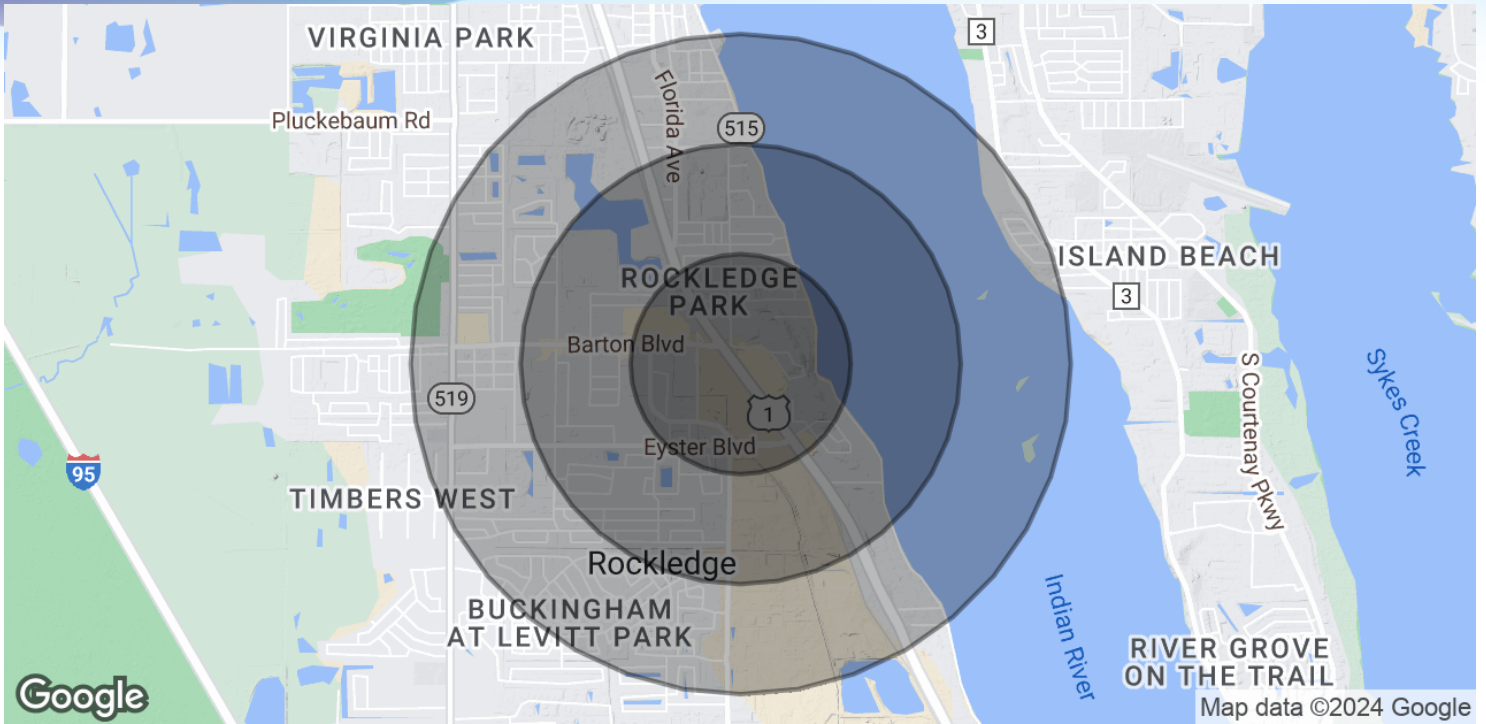 VIRGINIA PARK
3
Florida Ave
Pluckebaum Rd
515
ISLAND BEACH
ROCKLEDGE
PARK
3
Barton Blvd
S Courtenay Pkwy
Sykes Creek
519
1
Eyster Blvd
95
TIMBERS WEST
Rockledge
Indian River
BUCKINGHAM
AT LEVITT PARK
RIVER GROVE
ON THE TRAIL
Google
Map data ©2024 Google